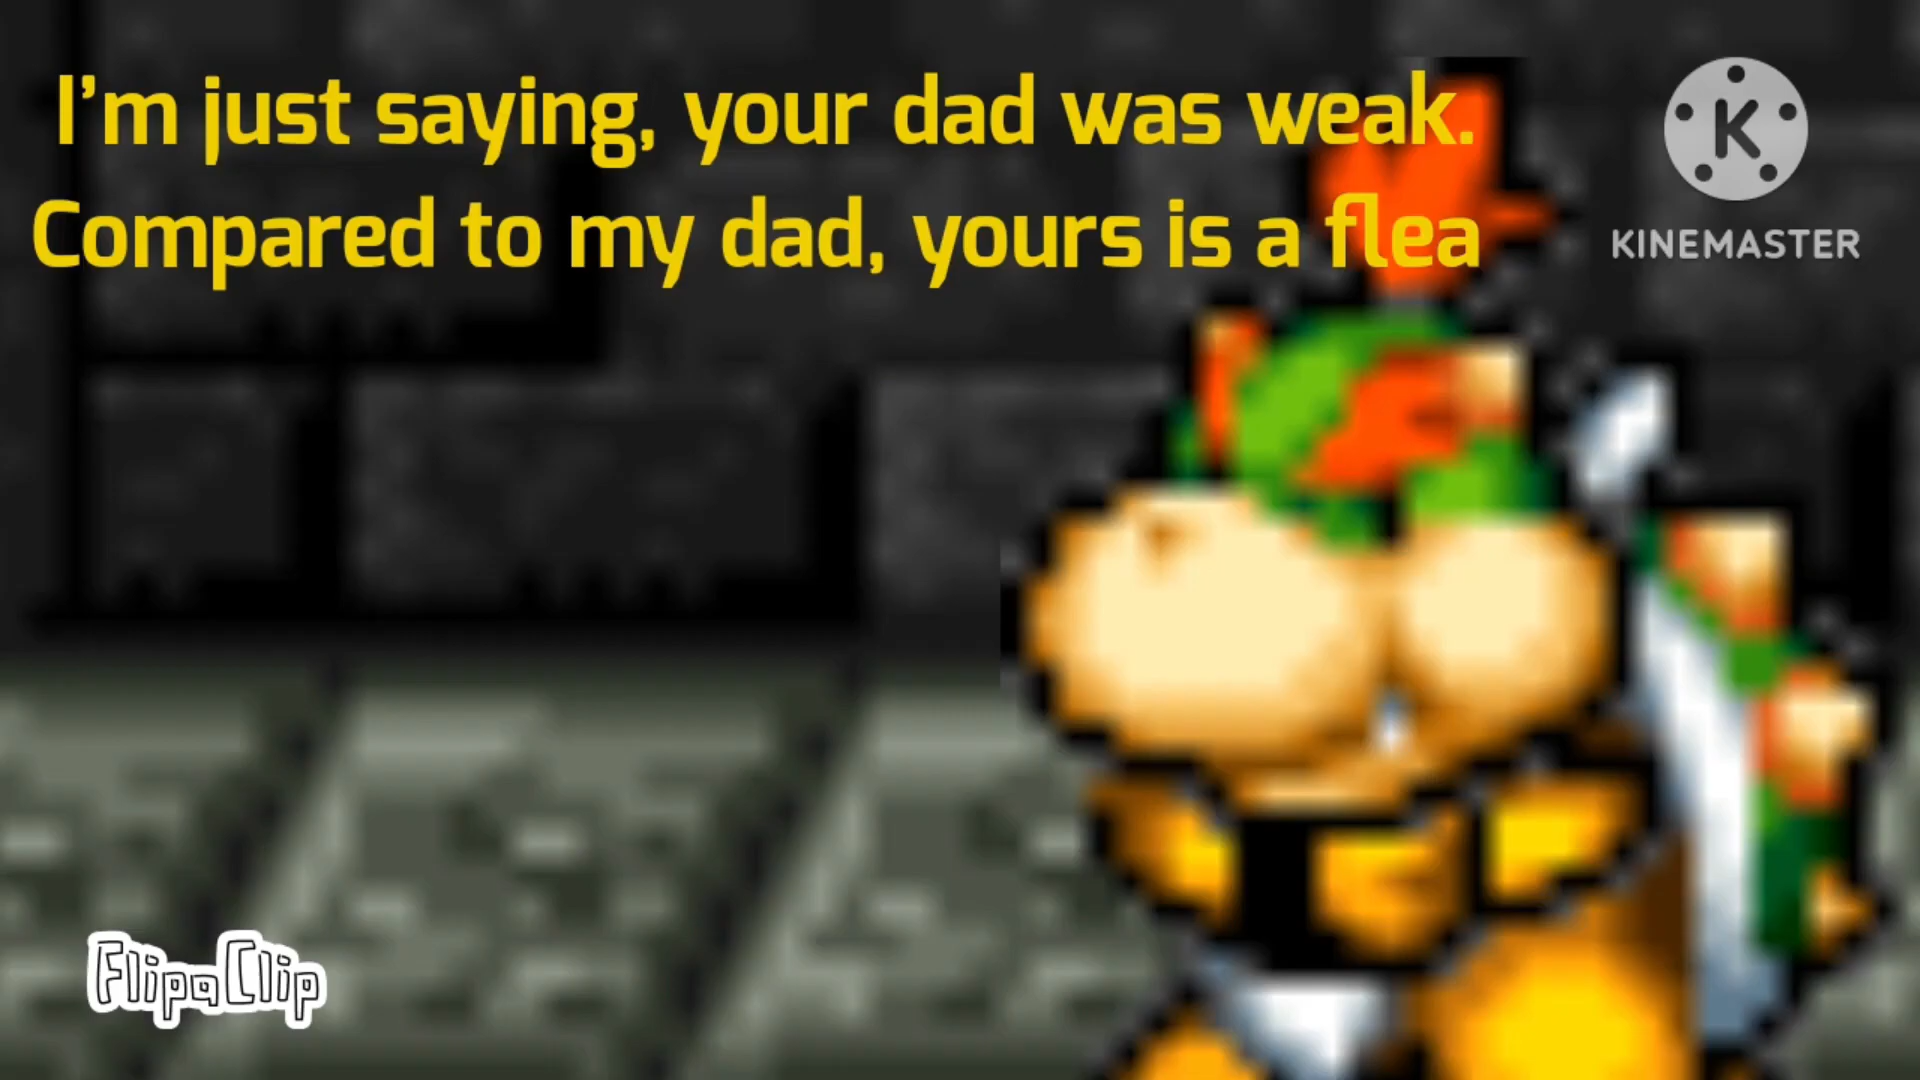 I'm just saying, your dad was weak.
Compared to my dad, yours is a flea
K
KINEMASTER
FlipaClip